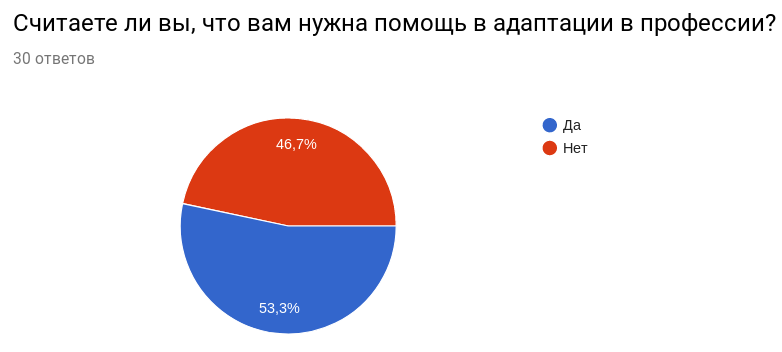 Считаете ли вы, что вам нужна помощь в адаптации в профессии?
30 ответов
Да
Нет
46,7%
53,3%